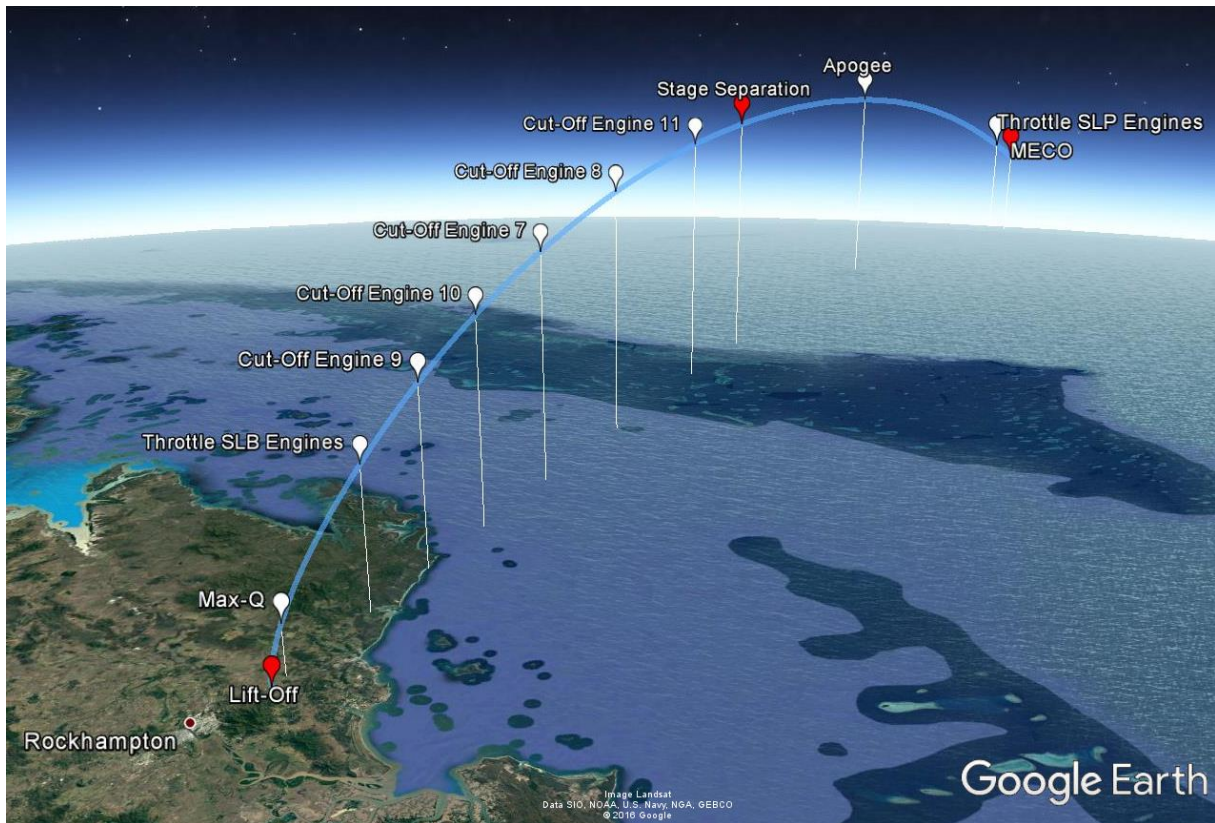 Apogee
Stage Separation
Cut-Off Engine 11
Throttle SLP Engines
MECO
Cut-Off Engine 8
Cut-Off Engine 7
Cut-Off Engine 10
Cut-Off Engine 9
Throttle SLB Engines
Max-Q
Lift-Off
Rockhampton
Google Earth
Image Landsat
Data SIO, NOAA, U.S. Navy, NGA, GEBCO
© 2016 Google